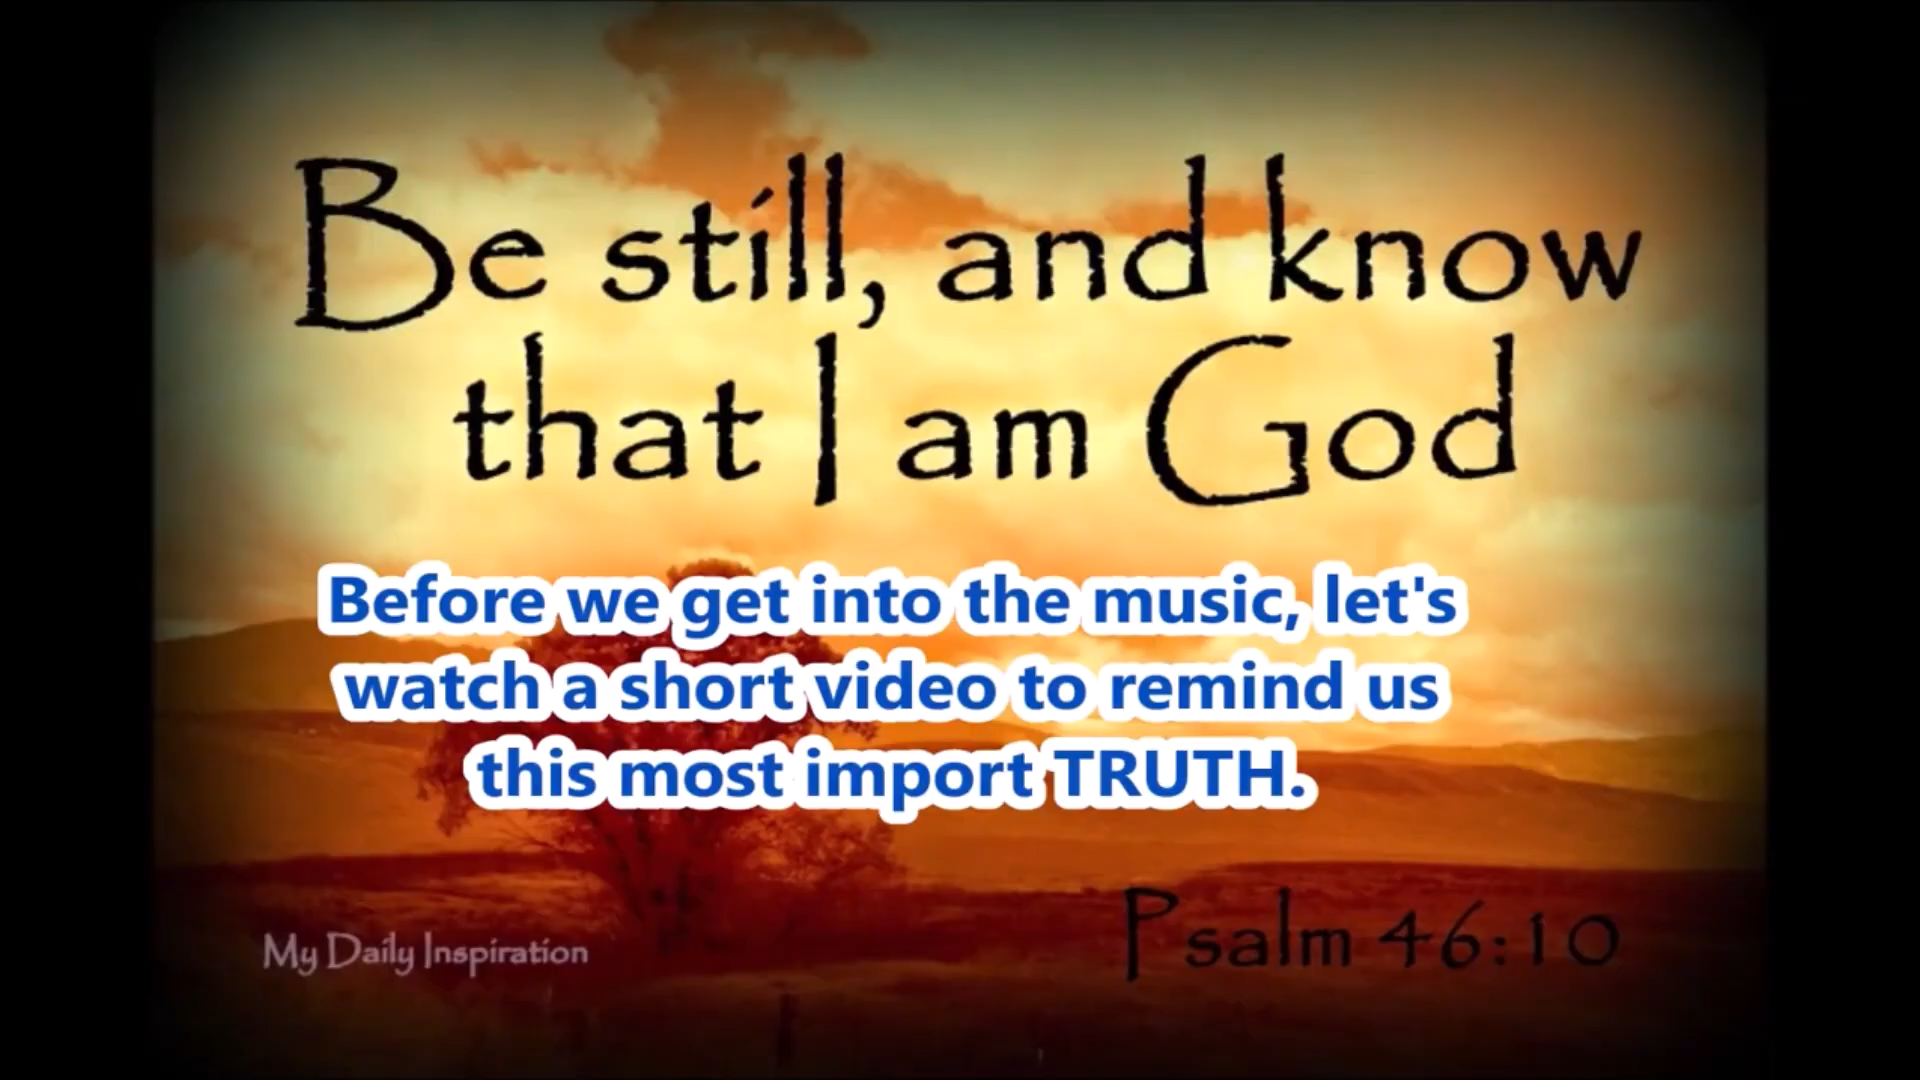 Be still, and know
that I am God
Before we get into the music, let's
watch a short video to remind us
this most import TRUTH.
My Daily Inspiration
Psalm 46:10